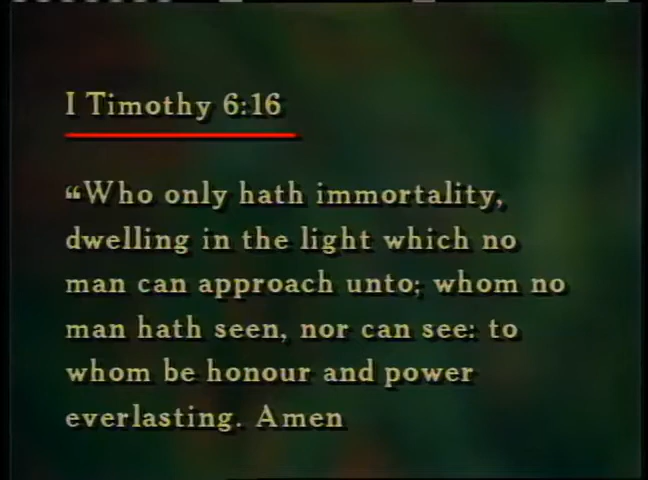 I Timothy 6:16
“Who only hath immortality,
dwelling in the light which no
man can approach unto; whom no
man hath seen, nor can see: to
whom be honour and power
everlasting. Amen